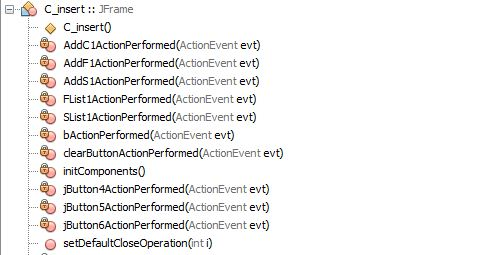 C_insert :: JFrame
C_insert()
AddC1ActionPerformed(ActionEvent evt)
AddF1ActionPerformed(ActionEvent evt)
AddS1ActionPerformed(ActionEvent evt)
FList1ActionPerformed(ActionEvent evt)
SList1ActionPerformed(ActionEvent evt)
bActionPerformed(ActionEvent evt)
clearButtonActionPerformed(ActionEvent evt)
initComponents()
jButton4ActionPerformed(ActionEvent evt)
jButton5ActionPerformed(ActionEvent evt)
jButton6ActionPerformed(ActionEvent evt)
setDefaultCloseOperation(int i)